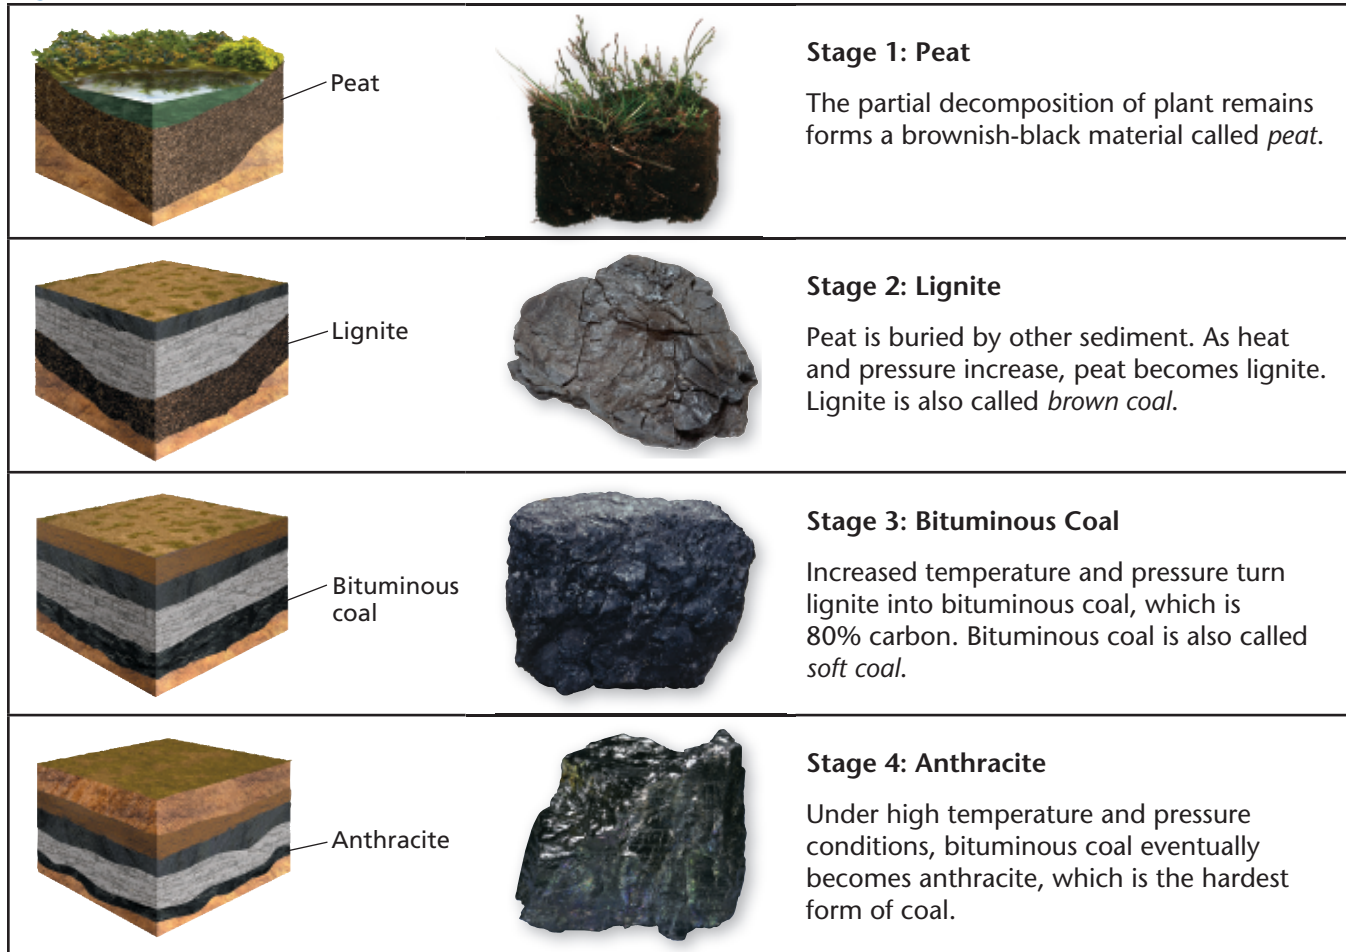 Peat
Stage 1: Peat
The partial decomposition of plant remains
forms a brownish-black material called peat.
Lignite
Stage 2: Lignite
Peat is buried by other sediment. As heat
and pressure increase, peat becomes lignite.
Lignite is also called brown coal.
Bituminous
coal
Stage 3: Bituminous Coal
Increased temperature and pressure turn
lignite into bituminous coal, which is
80% carbon. Bituminous coal is also called
soft coal.
Anthracite
Stage 4: Anthracite
Under high temperature and pressure
conditions, bituminous coal eventually
becomes anthracite, which is the hardest
form of coal.